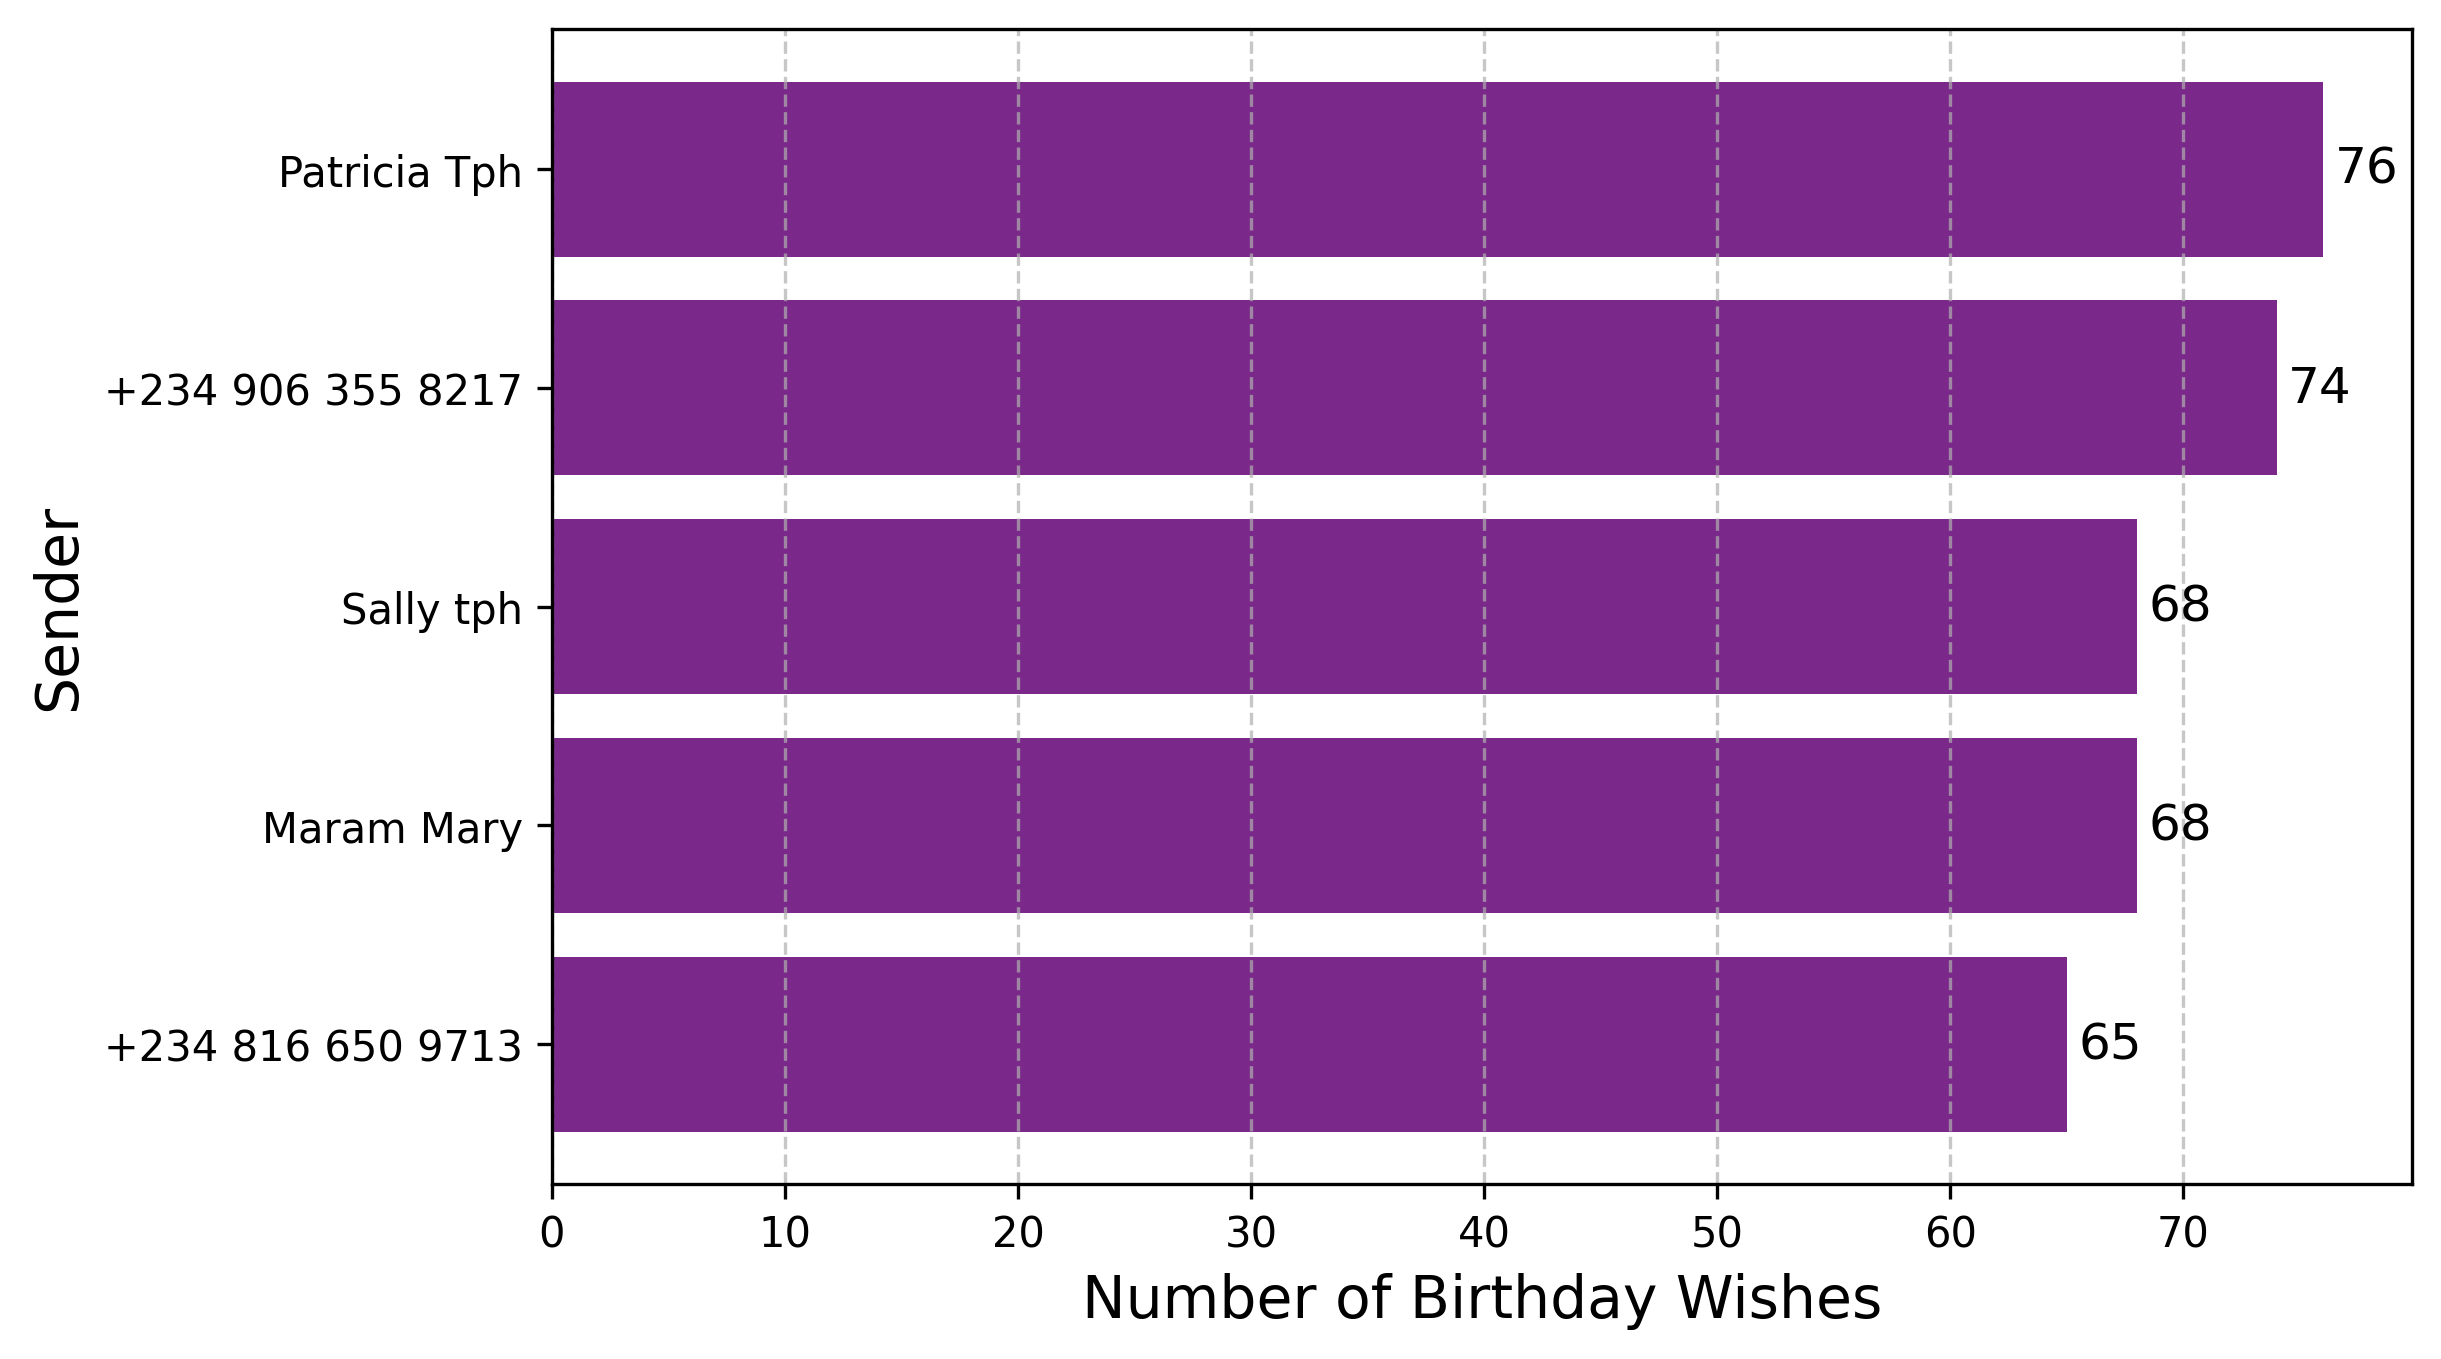 Patricia Tph
76
+234 906 355 8217
74
Sally tph
68
Sender
Maram Mary
68
+234 816 650 9713
65
0 10 20 30 40 50 60 70
Number of Birthday Wishes